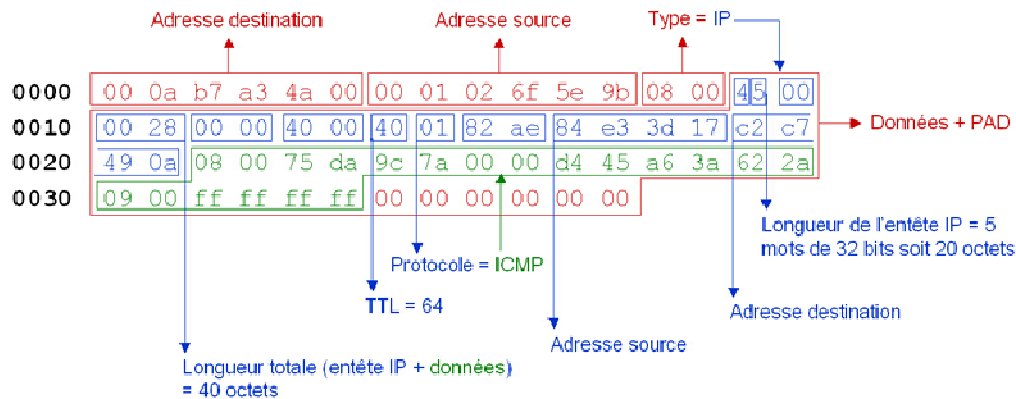 Adresse destination
Adresse source
Type = IP
0000 00 0a b7 a3 4a 00 00 01 02 6f 5e 9b 08 00 45 00
0010 00 28 00 00 40 00 40 01 82 ae 84 e3 3d 17 c2 c7
Données + PAD
0020 49 0a 08 00 75 da 9c 7a 00 00 d4 45 a6 3a 62 2a
0030 09 00 ff ff ff ff 00 00 00 00 00 00
Longueur de l'entête IP = 5
mots de 32 bits soit 20 octets
Protocole = ICMP
TTL = 64
Adresse destination
Adresse source
Longueur totale (entête IP + données)
= 40 octets